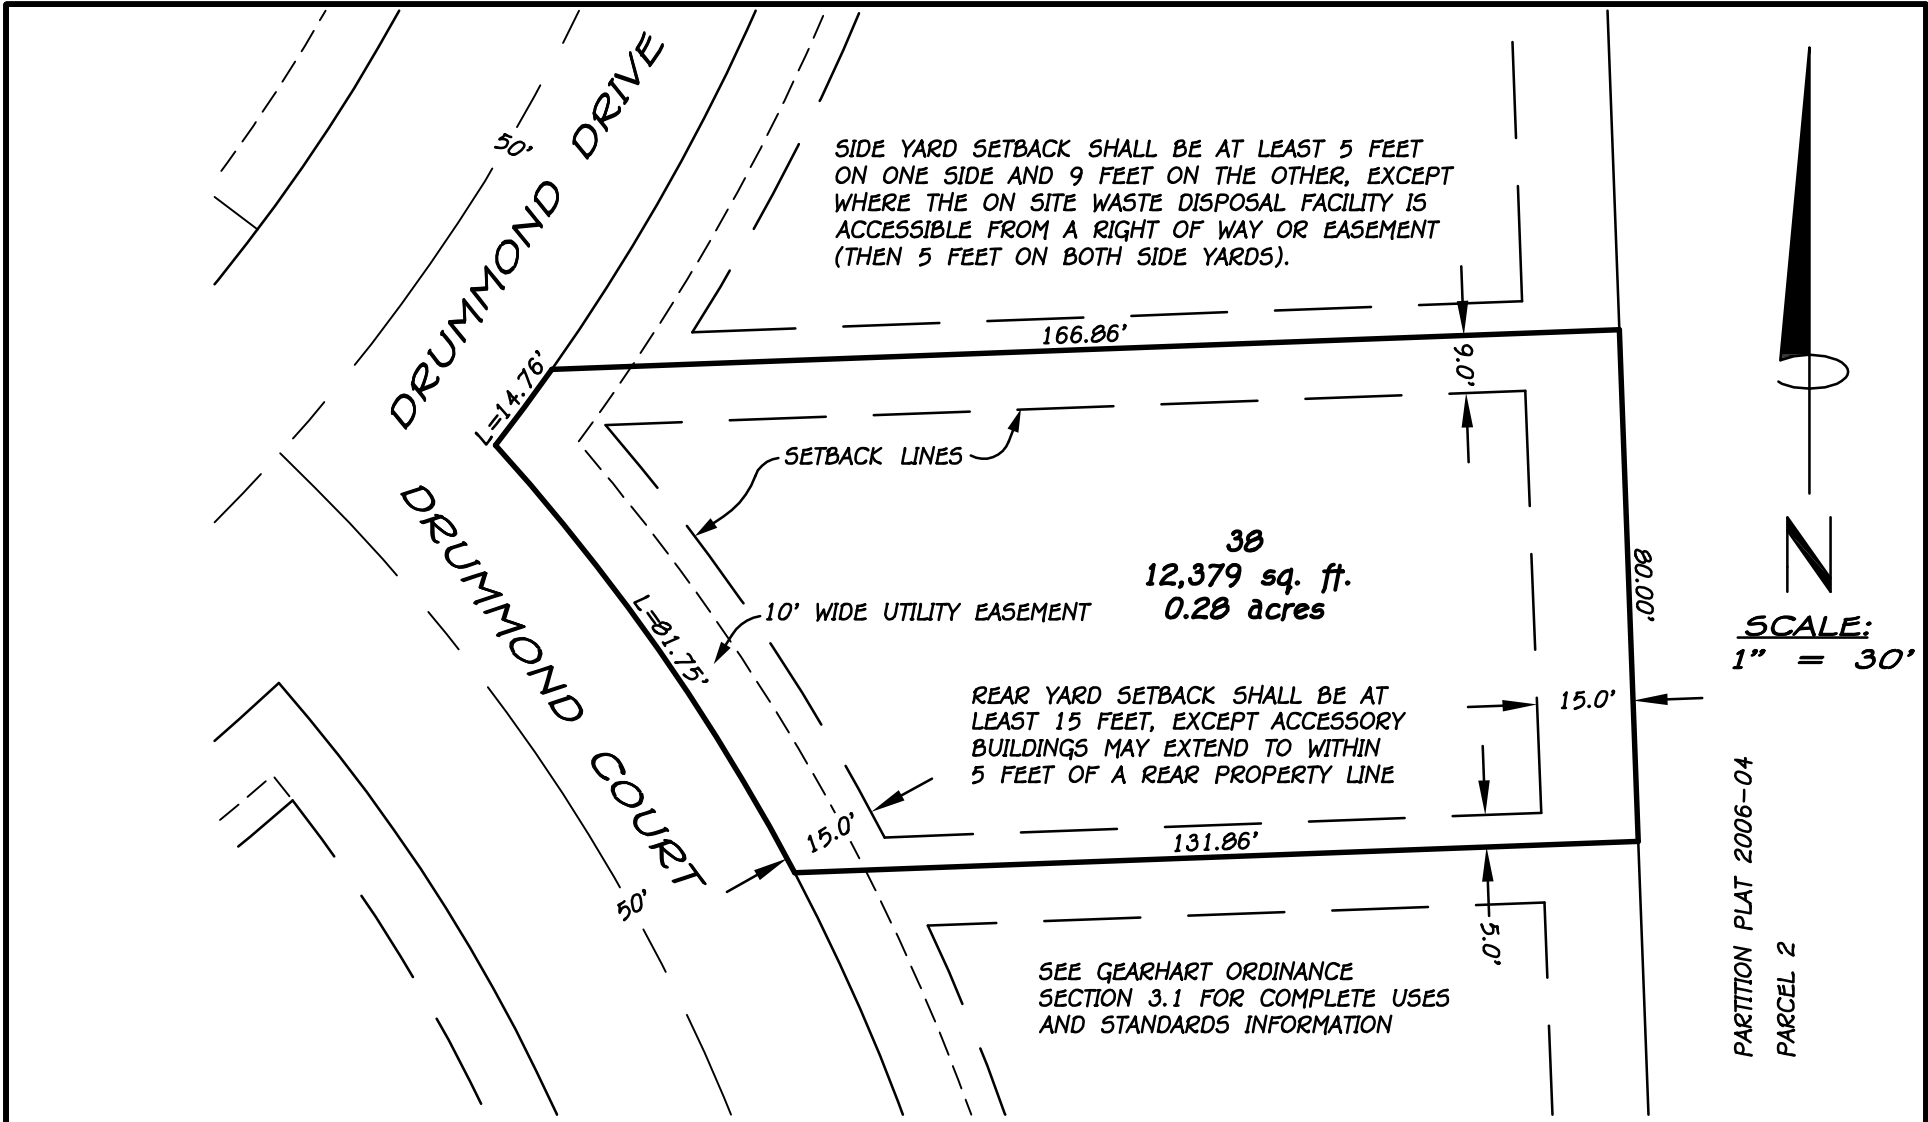 50'
DRUMMOND DRIVE
SIDE YARD SETBACK SHALL BE AT LEAST 5 FEET
ON ONE SIDE AND 9 FEET ON THE OTHER, EXCEPT
WHERE THE ON SITE WASTE DISPOSAL FACILITY IS
ACCESSIBLE FROM A RIGHT OF WAY OR EASEMENT
(THEN 5 FEET ON BOTH SIDE YARDS).
166.86'
9.0'
L=14.76'
SETBACK LINES
38
12,379 sq. ft.
0.28 acres
80.00'
N
SCALE:
1" = 30'
10' WIDE UTILITY EASEMENT
L=81.75'
DRUMMOND COURT
REAR YARD SETBACK SHALL BE AT
LEAST 15 FEET, EXCEPT ACCESSORY
BUILDINGS MAY EXTEND TO WITHIN
5 FEET OF A REAR PROPERTY LINE
15.0'
15.0'
131.86'
50'
5.0'
SEE GEARHART ORDINANCE
SECTION 3.1 FOR COMPLETE USES
AND STANDARDS INFORMATION
PARTITION PLAT 2006-04
PARCEL 2